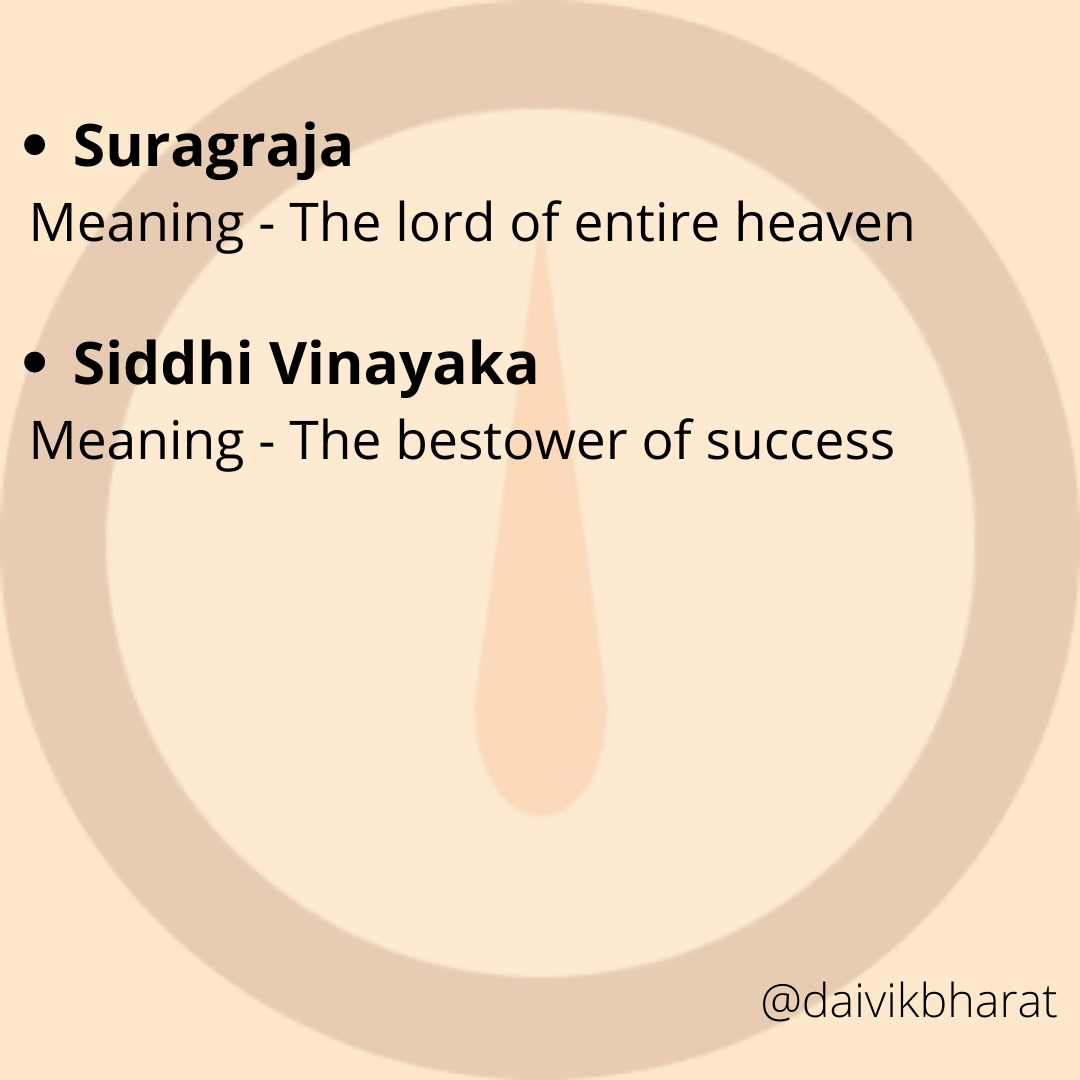 • Suragraja
Meaning - The lord of entire heaven
• Siddhi Vinayaka
Meaning - The bestower of success
@daivikbharat